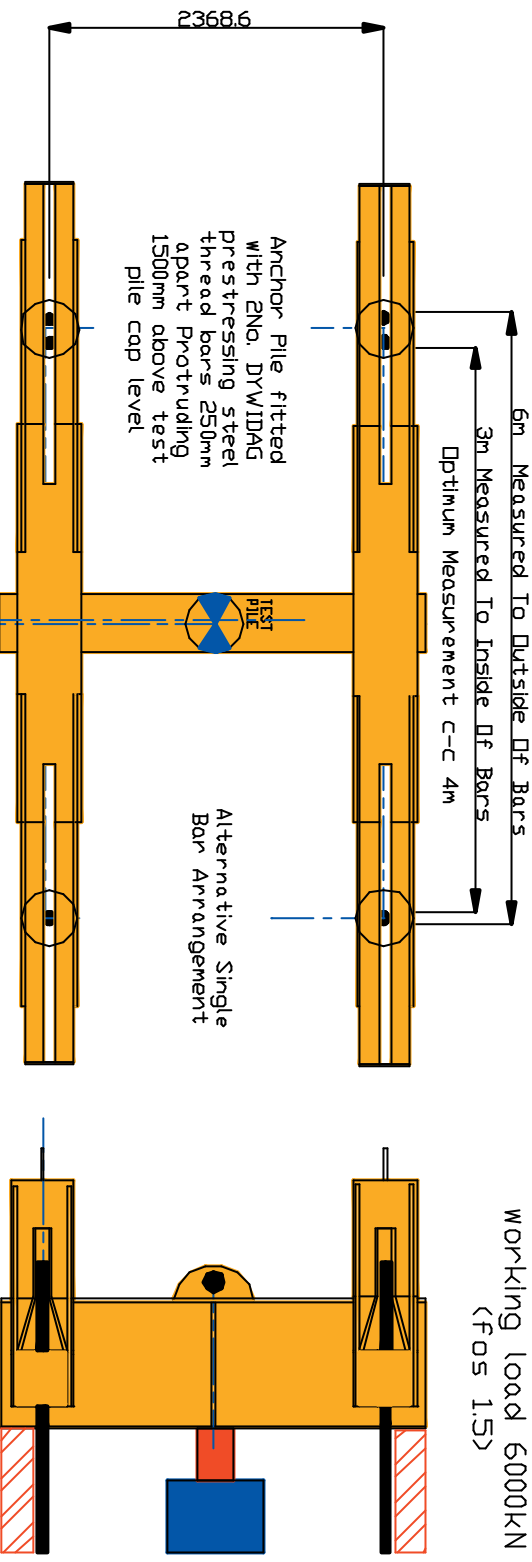 2368.6
6m Measured To Outside Of Bars
3m Measured To Inside Of Bars
Optimum Measurement c-c 4m
Anchor Pile fitted
with 2No. DYWIDAG
prestressing steel
thread bars 250mm
apart Protruding
1500mm above test
pile cap level
TEST
PILE
Alternative Single
Bar Arrangement
working load 6000kN
(fos 1.5)